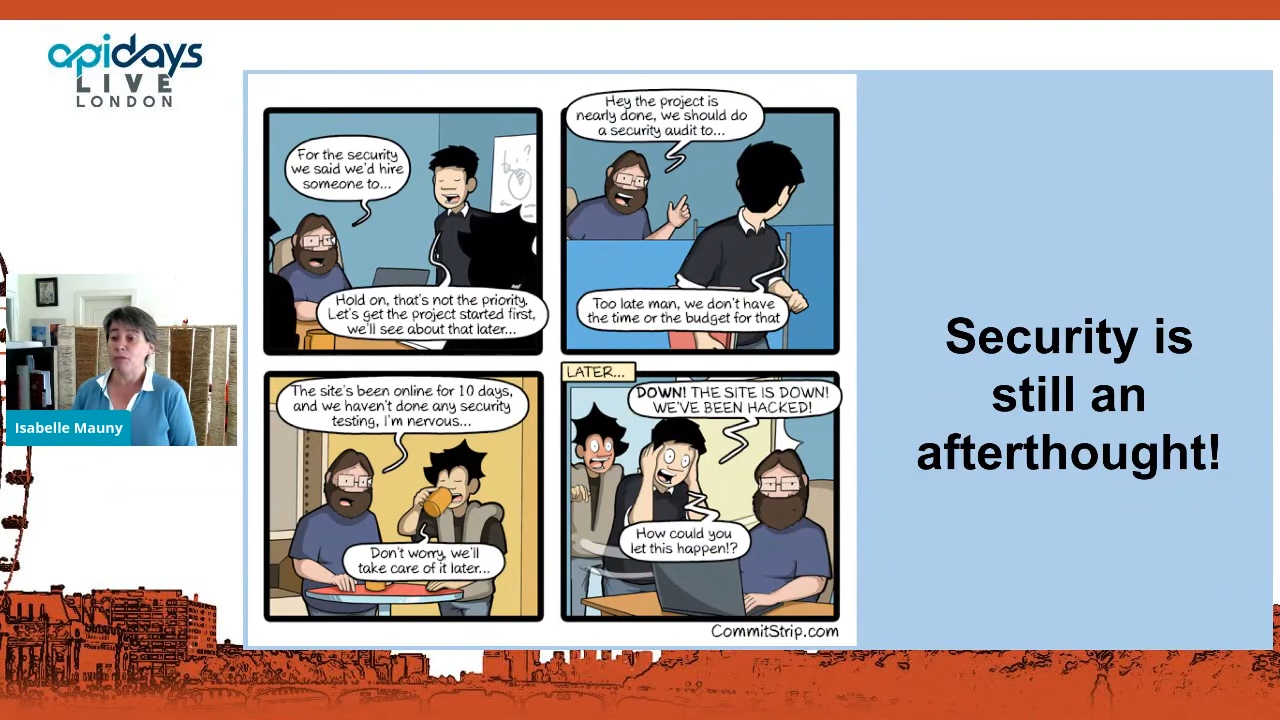 apidays
LIVE
LONDON
For the security
we said we'd hire
someone to...
Hold on, that's not the priority.
Let's get the project started first,
we'll see about that later...
Hey the project is
nearly done, we should do
a security audit to...
Too late man, we don't have
the time or the budget for that
The site's been online for 10 days,
and we haven't done any security
testing, I'm nervous...
Don't worry, we'll
take care of it later...
LATER...
DOWN! THE SITE IS DOWN!
WE'VE BEEN HACKED!
How could you
let this happen!?
CommitStrip.com
Security is
still an
afterthought!
Isabelle Mauny